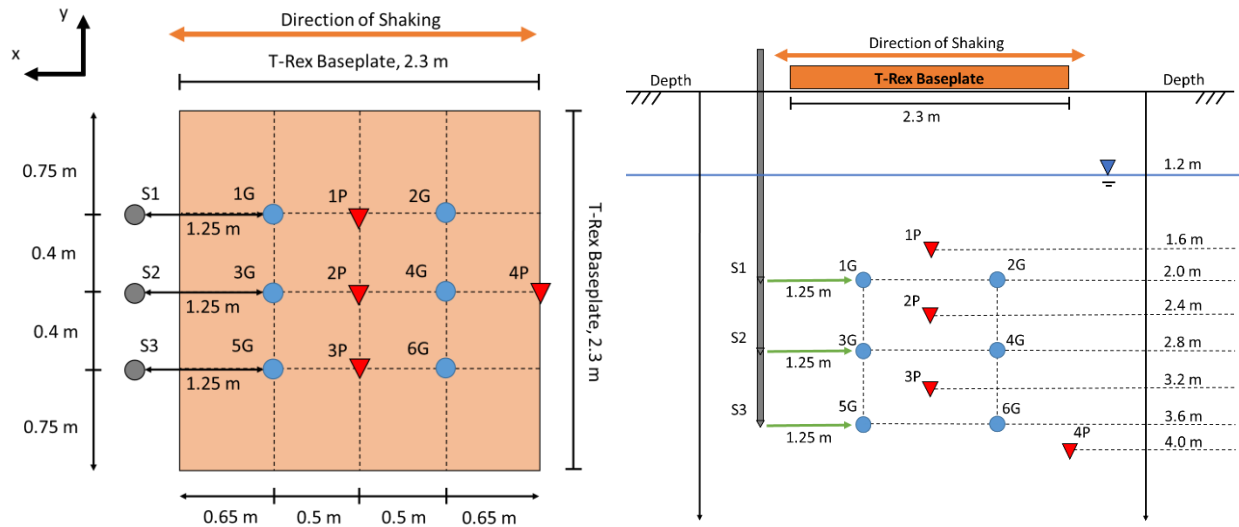 y
x
Direction of Shaking
T-Rex Baseplate, 2.3 m
0.75 m
0.4 m
0.4 m
0.75 m
S1
1G
1P
2G
1.25 m
S2
3G
2P
4G
4P
1.25 m
S3
5G
3P
6G
1.25 m
T-Rex Baseplate, 2.3 m
0.65 m
0.5 m
0.5 m
0.65 m
Direction of Shaking
T-Rex Baseplate
Depth
Depth
2.3 m
1.2 m
1P
1.6 m
S1
1G
2G
2.0 m
1.25 m
2P
2.4 m
S2
3G
4G
2.8 m
1.25 m
3P
3.2 m
S3
5G
6G
3.6 m
1.25 m
4P
4.0 m